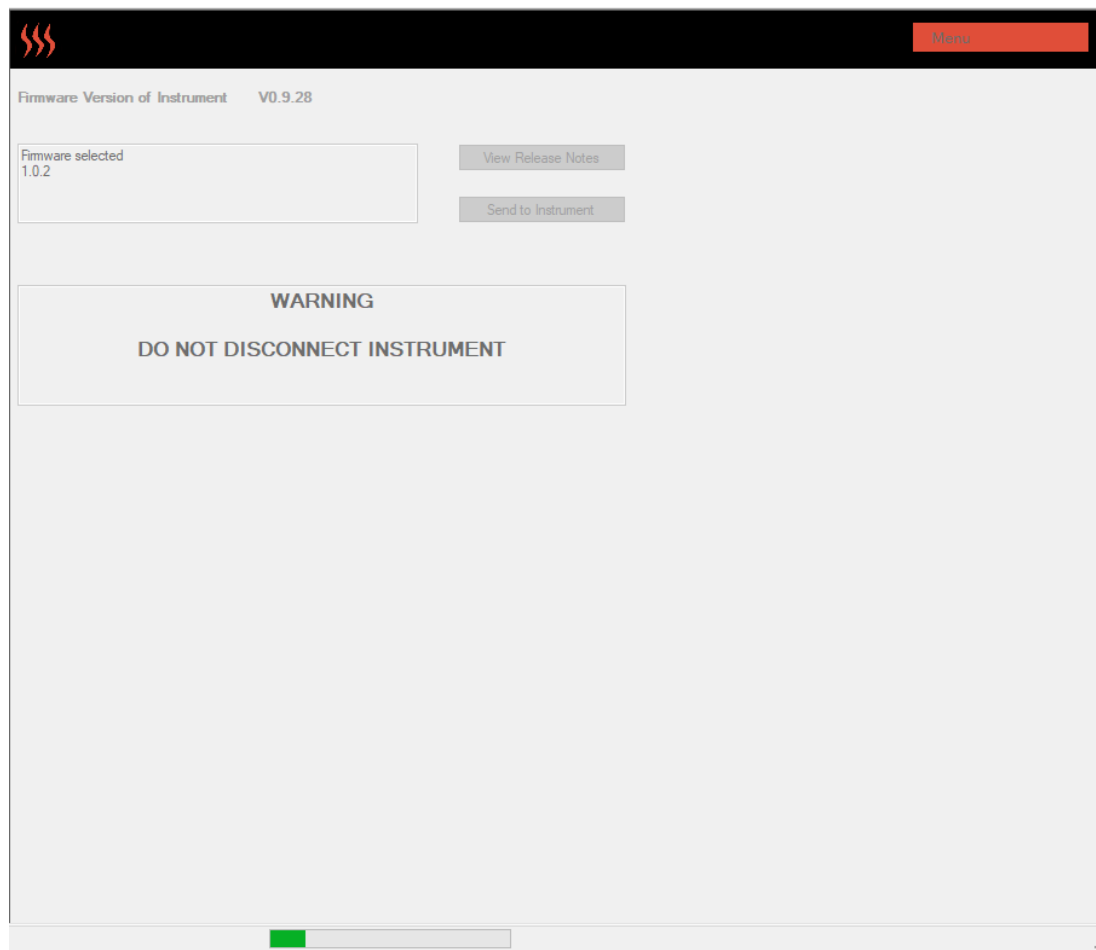 Menu
Firmware Version of Instrument V0.9.28
Firmware selected
1.0.2
View Release Notes
Send to Instrument
WARNING
DO NOT DISCONNECT INSTRUMENT